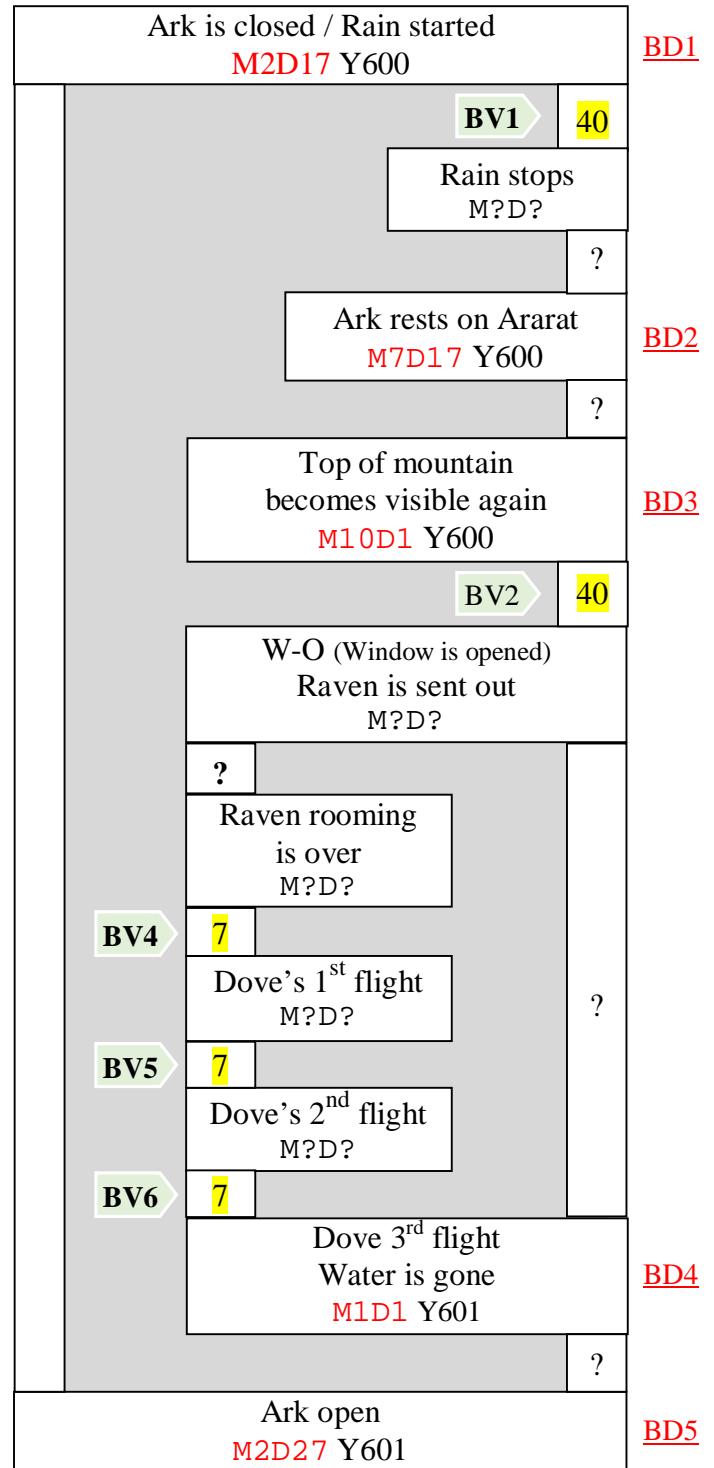 Ark is closed / Rain started
M2D17 Y600
BD1
BV1
40
Rain stops
M?D?
?
Ark rests on Ararat
M7D17 Y600
BD2
?
Top of mountain
becomes visible again
M10D1 Y600
BD3
BV2
40
W-O (Window is opened)
Raven is sent out
M?D?
?
Raven rooming
is over
M?D?
BV4
7
Dove's 1st flight
M?D?
?
BV5
7
Dove's 2nd flight
M?D?
BV6
7
Dove 3rd flight
Water is gone
M1D1 Y601
BD4
?
Ark open
M2D27 Y601
BD5